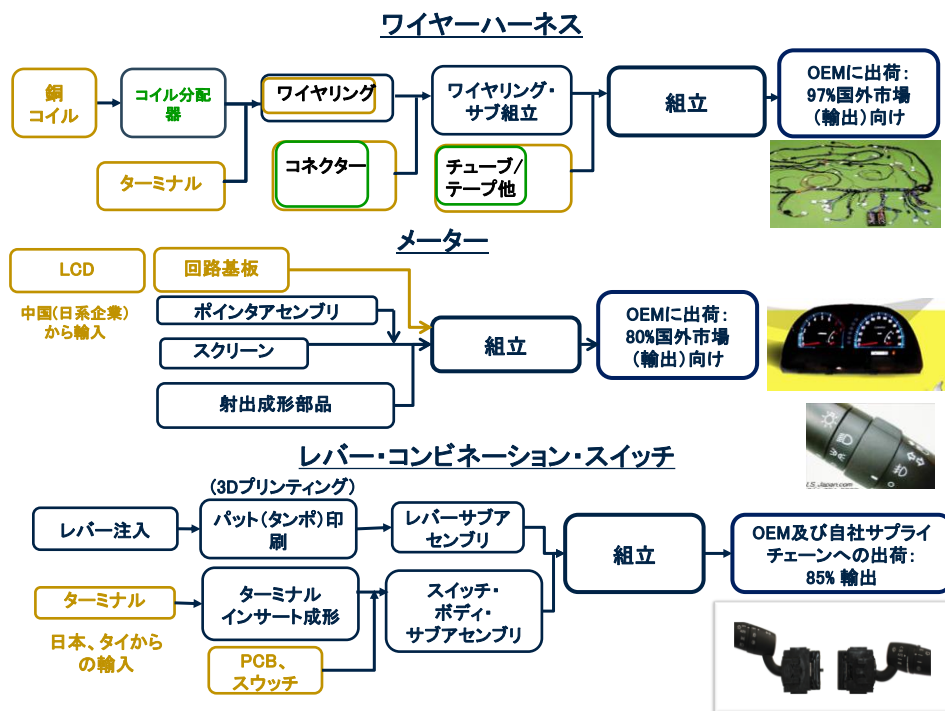 ワイヤーハーネス
銅
コイル
コイル分配
器
ワイヤリング
ワイヤリング・
サブ組立
組立
OEMに出荷：
97%国外市場
（輸出）向け
ターミナル
コネクター
チューブ/
テープ他
メーター
LCD
回路基板
中国(日系企業)
から輸入
ポインタアセンブリ
スクリーン
射出成形部品
組立
OEMに出荷：
80%国外市場
（輸出）向け
レバー・コンビネーション・スイッチ
(3Dプリンティング)
レバー注入
パット（タンポ）印
刷
レバーサブア
センブリ
組立
OEM及び自社サプライ
チェーンへの出荷：
85% 輸出
ターミナル
ターミナル
インサート成形
スイッチ・
ボディ・
サブアセンブリ
日本、タイから
の輸入
PCB、
スウッチ